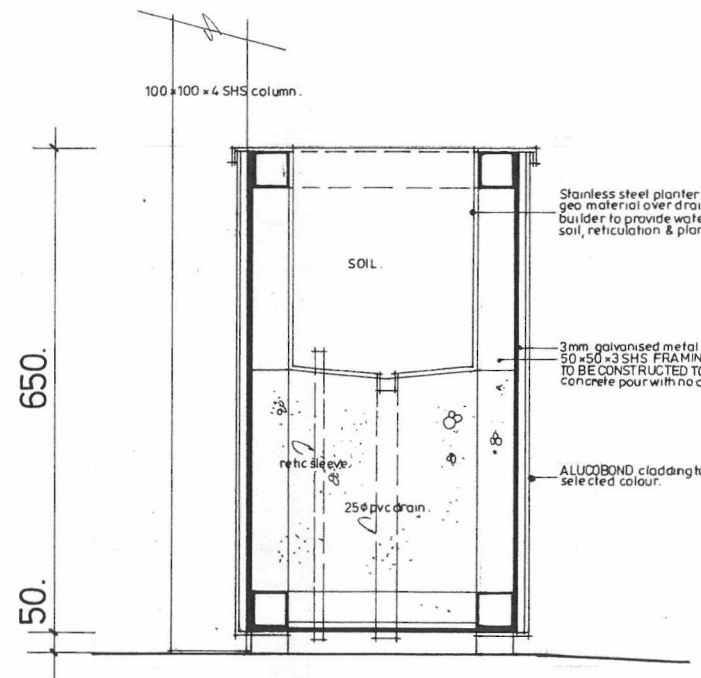 100×100×4 SHS column.
Stainless steel planter
geo material over drai
builder to provide wate
soil, reticulation & plan
SOIL.
650.
3mm galvanised metal
50×50×3 SHS FRAMIN
TO BE CONSTRUCTED TO
concrete pour with no d
retic sleeve.
ALUCOBOND cladding to
selected colour.
25ϕ pvc drain.
50.